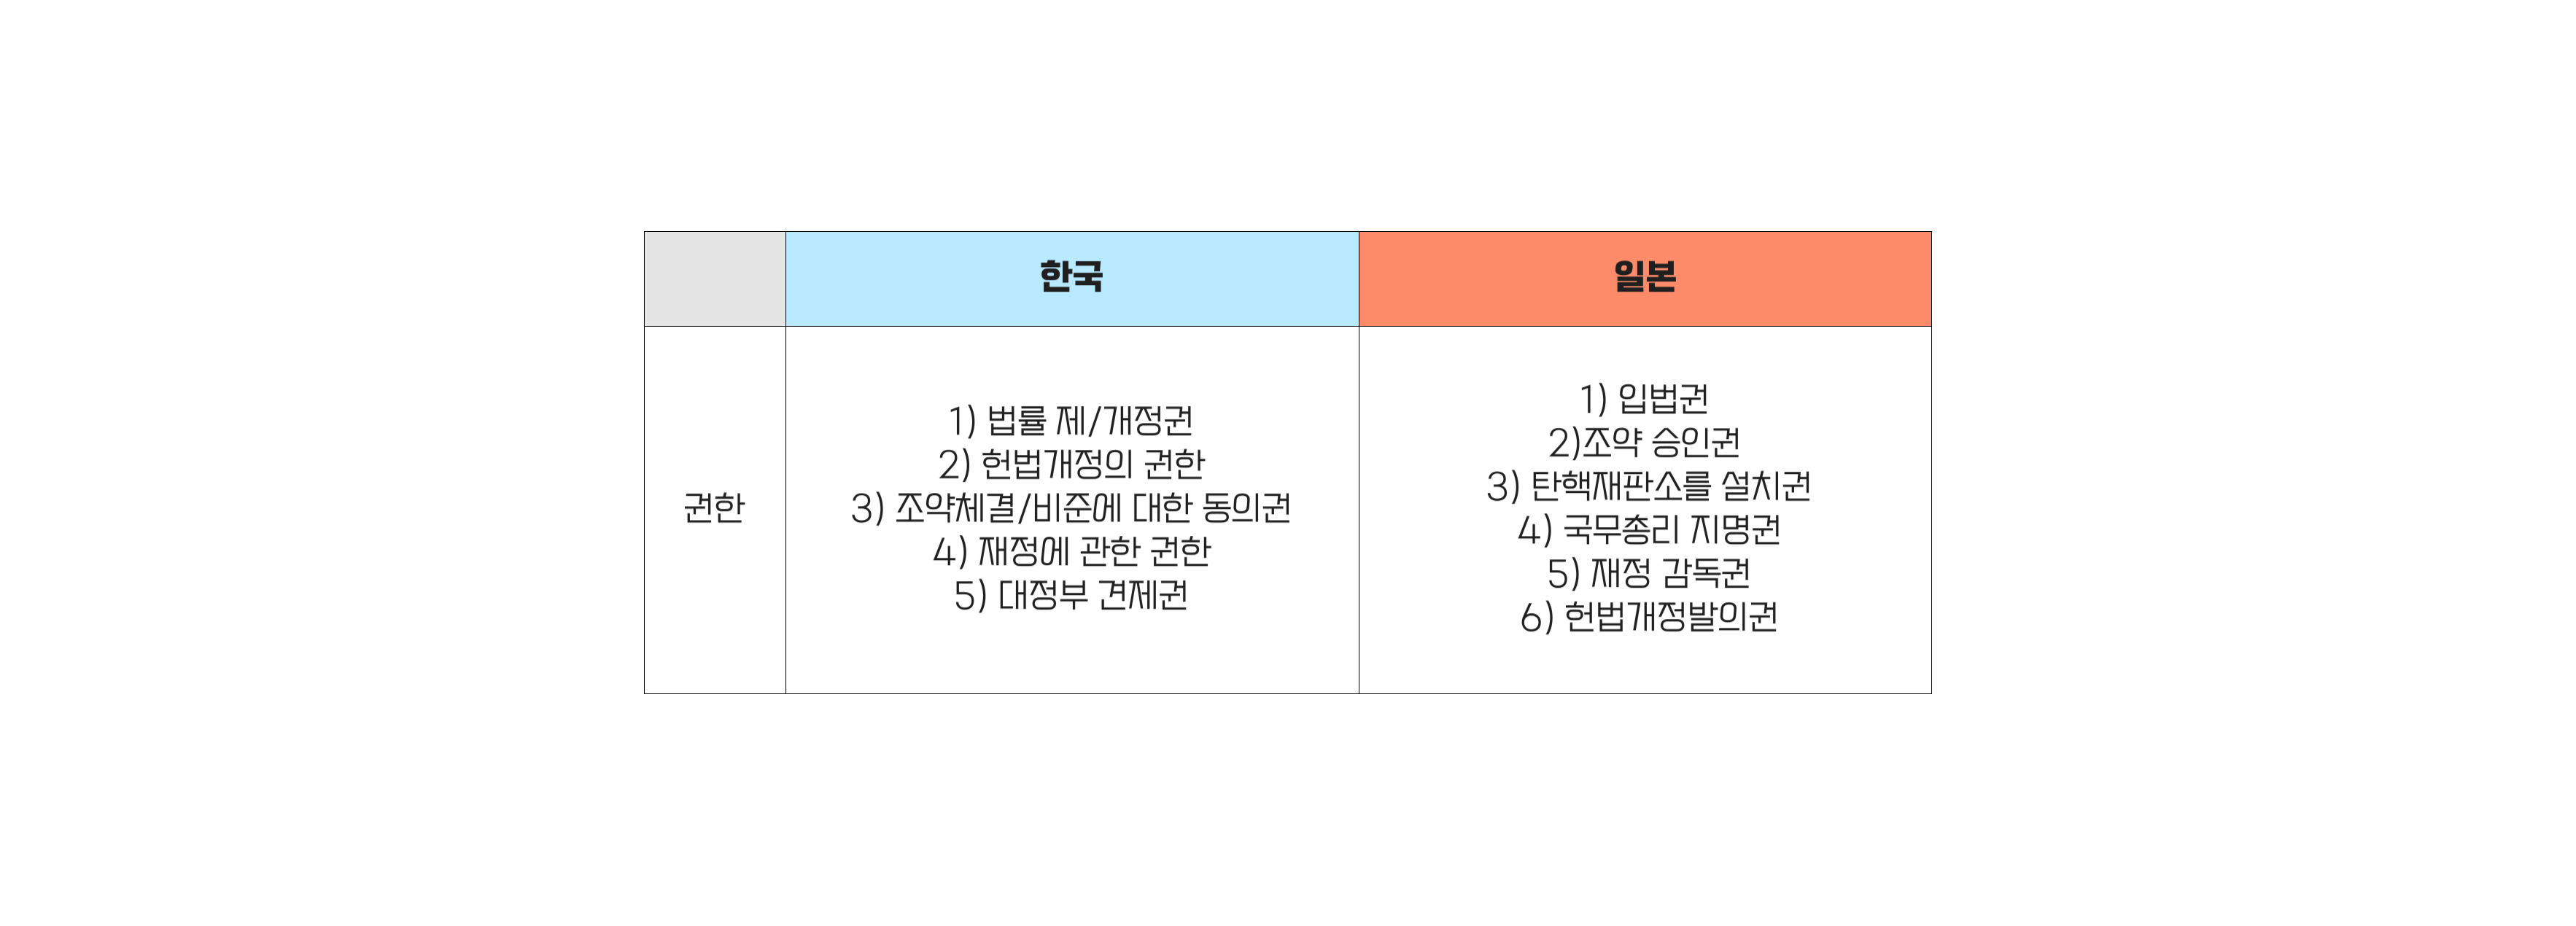 한국
일본
권한
1) 법률 제/개정권
2) 헌법개정의 권한
3) 조약체결/비준에 대한 동의권
4) 재정에 관한 권한
5) 대정부 견제권
1) 입법권
2)조약 승인권
3) 탄핵재판소를 설치권
4) 국무총리 지명권
5) 재정 감독권
6) 헌법개정발의권